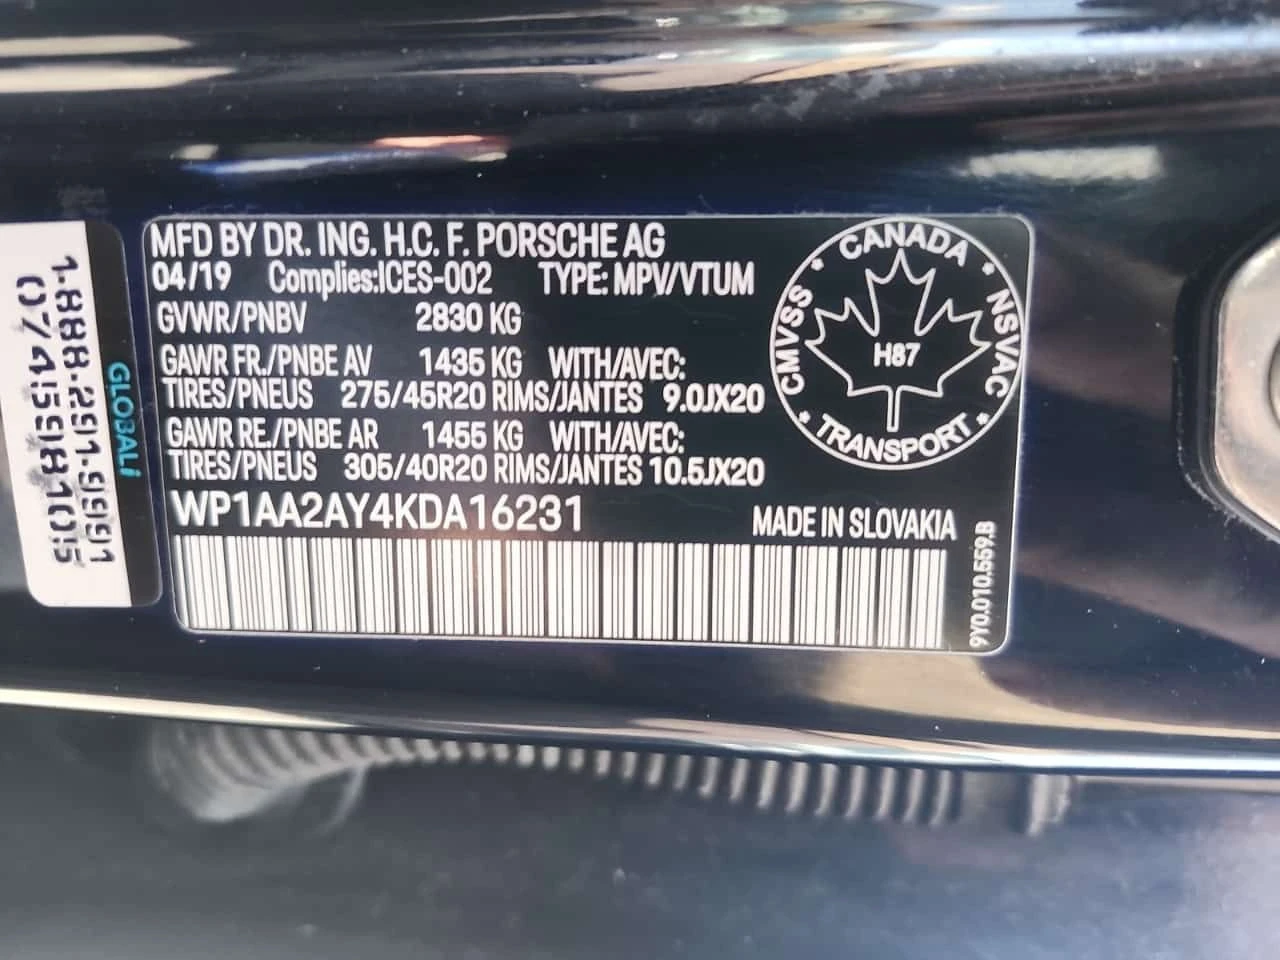 MFD BY DR. ING. H.C. F. PORSCHE AG
04/19 Complies:ICES-002 TYPE: MPV/VTUM
GVWR/PNBV 2830 KG
GAWR FR./PNBE AV 1435 KG WITH/AVEC:
TIRES/PNEUS 275/45R20 RIMS/JANTES 9.0JX20
GAWR RE./PNBE AR 1455 KG WITH/AVEC:
TIRES/PNEUS 305/40R20 RIMS/JANTES 10.5JX20
WP1AA2AY4KDA16231
MADE IN SLOVAKIA
9Y0.010.559.B
CANADA
CMVSS
NSVAC
H87
TRANSPORT
GLOBALi
1-888-291-9991